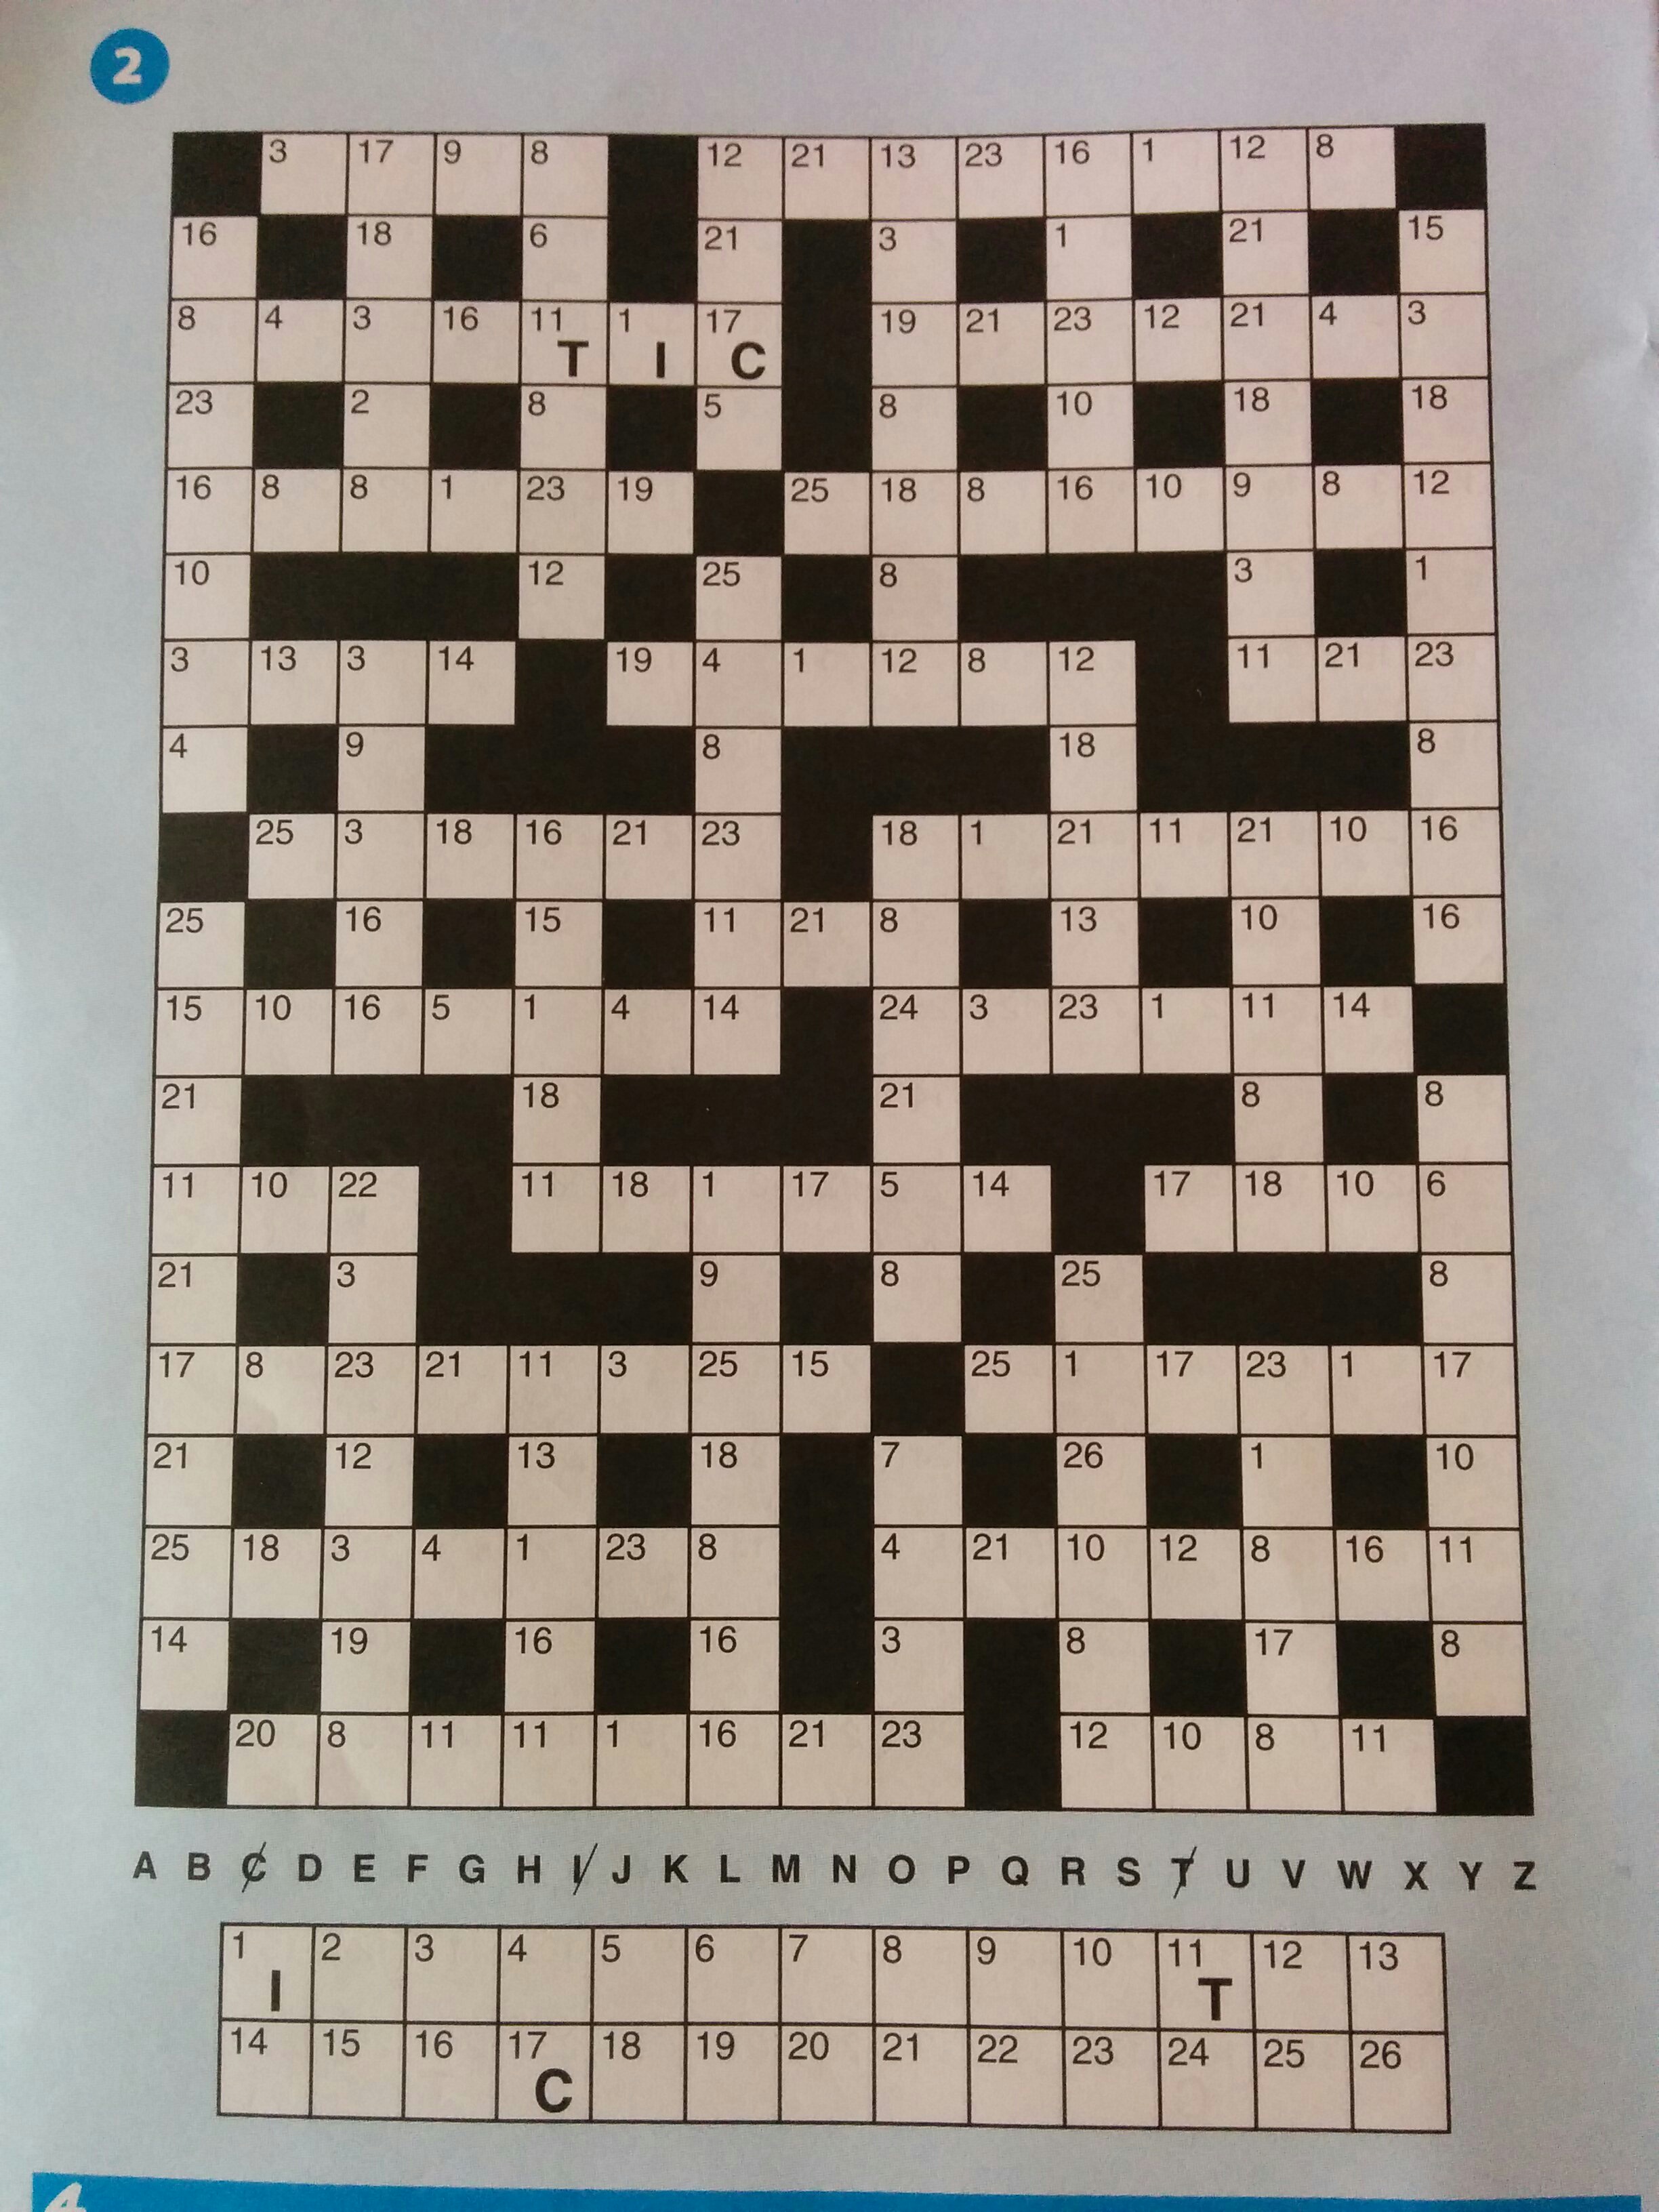 2
3 17 9 8 12 21 13 23 16 1 12 8
16 18 6 21 3 1 21 15
8 4 3 16 11 T 1 I 17 C 19 21 23 12 21 4 3
23 2 8 5 8 10 18 18
16 8 8 1 23 19 25 18 8 16 10 9 8 12
10 12 25 8 3 1
3 13 3 14 19 4 1 12 8 12 11 21 23
4 9 8 18 8
25 3 18 16 21 23 18 1 21 11 21 10 16
25 16 15 11 21 8 13 10 16
15 10 16 5 1 4 14 24 3 23 1 11 14
21 18 21 8 8
11 10 22 11 18 1 17 5 14 17 18 10 6
21 3 9 8 25 8
17 8 23 21 11 3 25 15 25 1 17 23 1 17
21 12 13 18 7 26 1 10
25 18 3 4 1 23 8 4 21 10 12 8 16 11
14 19 16 16 3 8 17 8
20 8 11 11 1 16 21 23 12 10 8 11
A B C D E F G H I J K L M N O P Q R S T U V W X Y Z
1 I 2 3 4 5 6 7 8 9 10 11 T 12 13
14 15 16 17 C 18 19 20 21 22 23 24 25 26